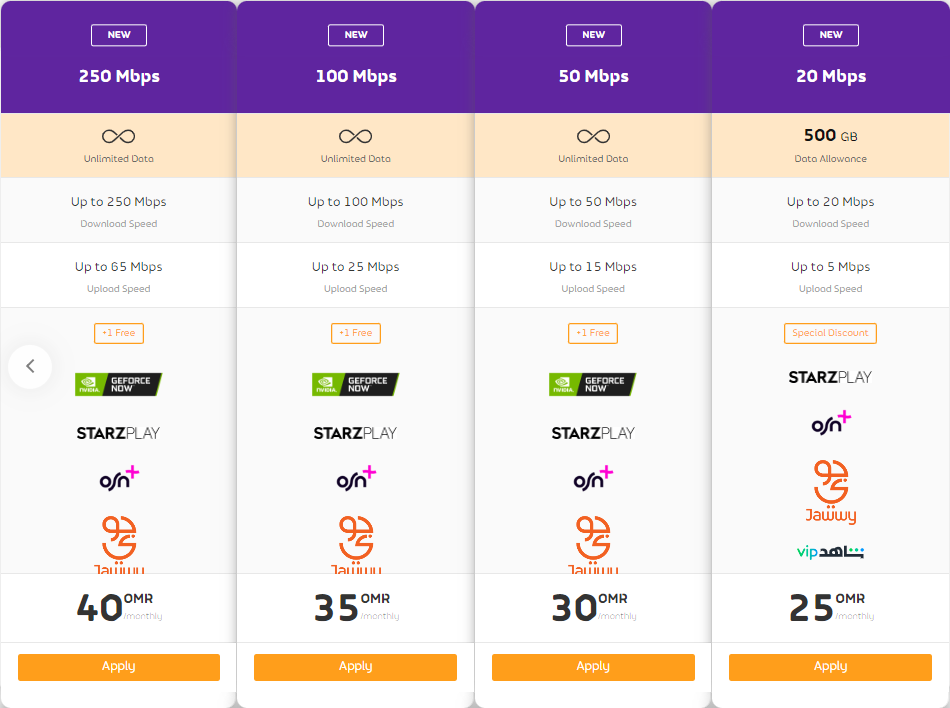 NEW
250 Mbps
Unlimited Data
Up to 250 Mbps
Download Speed
Up to 65 Mbps
Upload Speed
+1 Free
NVIDIA.
GEFORCE
NOW
STARZPLAY
osn+
جوّي
Jawwy
40 OMR
/monthly
Apply
NEW
100 Mbps
Unlimited Data
Up to 100 Mbps
Download Speed
Up to 25 Mbps
Upload Speed
+1 Free
NVIDIA.
GEFORCE
NOW
STARZPLAY
osn+
جوّي
Jawwy
35 OMR
/monthly
Apply
NEW
50 Mbps
Unlimited Data
Up to 50 Mbps
Download Speed
Up to 15 Mbps
Upload Speed
+1 Free
NVIDIA.
GEFORCE
NOW
STARZPLAY
osn+
جوّي
Jawwy
30 OMR
/monthly
Apply
NEW
20 Mbps
500 GB
Data Allowance
Up to 20 Mbps
Download Speed
Up to 5 Mbps
Upload Speed
Special Discount
STARZPLAY
osn+
جوّي
Jawwy
vip شاهد
25 OMR
/monthly
Apply